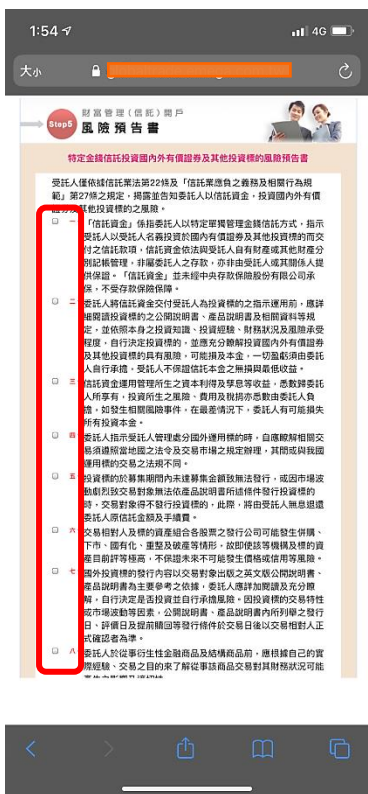 1:54
4G
大小
Step5
財富管理(信託)開戶
風險預告書
特定金錢信託投資國內外有價證券及其他投資標的風險預告書
受託人僅依據信託業法第22條及「信託業應負之義務及相關行為規
範」第27條之規定,揭露並告知委託人以信託資金,投資國內外有價
證券及其他投資標的之風險。
一 「信託資金」係指委託人以特定單獨管理金錢信託方式,指示
受託人以受託人名義投資於國內有價證券及其他投資標的而交
付之信託款項,信託資金依法與受託人自有財產或其他財產分
別記帳管理,非屬委託人之存款,亦非由受託人或其關係人提
供保證。「信託資金」並未經中央存款保險股份有限公司承
保,不受存款保險保障。
二 委託人將信託資金交付受託人為投資標的之指示運用前,應詳
細閱讀投資標的之公開說明書、產品說明書及相關資料等規
定,並依照本身之投資知識、投資經驗、財務狀況及風險承受
程度,自行決定投資標的,並應充分瞭解投資國內外有價證券
及其他投資標的具有風險,可能損及本金,一切盈虧須由委託
人自行承擔,受託人不保證信託本金之無損與最低收益。
三 信託資金運用管理所生之資本利得及孳息等收益,悉數歸委託
人所享有,投資所生之風險、費用及稅捐亦悉數由委託人負
擔,如發生相關風險事件,在最差情況下,委託人有可能損失
所有投資本金。
四 委託人指示受託人管理處分國外運用標的時,自應瞭解相關交
易須遵照當地國之法令及交易市場之規定辦理,其間或與我國
運用標的交易之法規不同。
五 投資標的於募集期間內未達募集金額致無法發行,或因市場波
動劇烈致交易對象無法依產品說明書所述條件發行投資標的
時,交易對象得不發行投資標的,此際,將由受託人無息退還
委託人原信託金額及手續費。
六 交易相對人及標的資產組合各股票之發行公司可能發生併購、
下市、國有化、重整及破產等情形,故即使該等機構及標的資
產目前評等極高,不保證未來不可能發生價格或信用等風險。
七 國外投資標的發行內容以交易對象出版之英文版公開說明書、
產品說明書為主要參考之依據,委託人應詳加閱讀及充分瞭
解,自行決定是否投資並自行承擔風險。因投資標的交易特性
或市場波動等因素,公開說明書、產品說明書內所列舉之發行
日、評價日及提前贖回等發行條件於交易日後以交易相對人正
式確認者為準。
八 委託人於從事衍生性金融商品及結構商品前,應根據自己的實
際經驗、交易之目的來了解從事該商品交易對其財務狀況可能